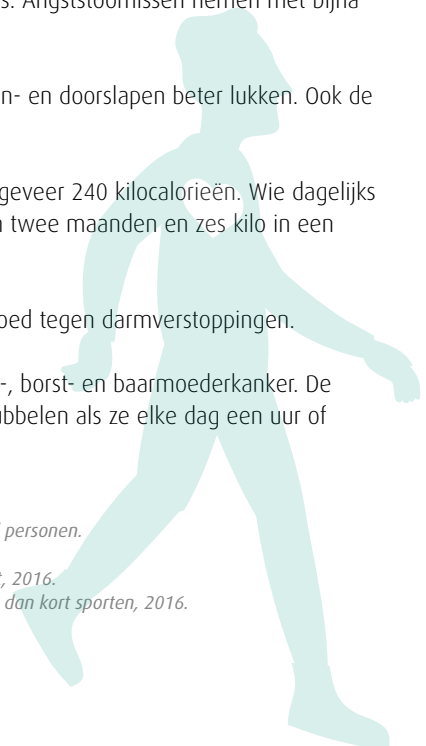 s. Angststoornissen nemen met bijna
n- en doorslapen beter lukken. Ook de
geveer 240 kilocalorieën. Wie dagelijks
twee maanden en zes kilo in een
oed tegen darmverstoppingen.
-, borst- en baarmoederkanker. De
bbelen als ze elke dag een uur of
personen.
, 2016.
dan kort sporten, 2016.